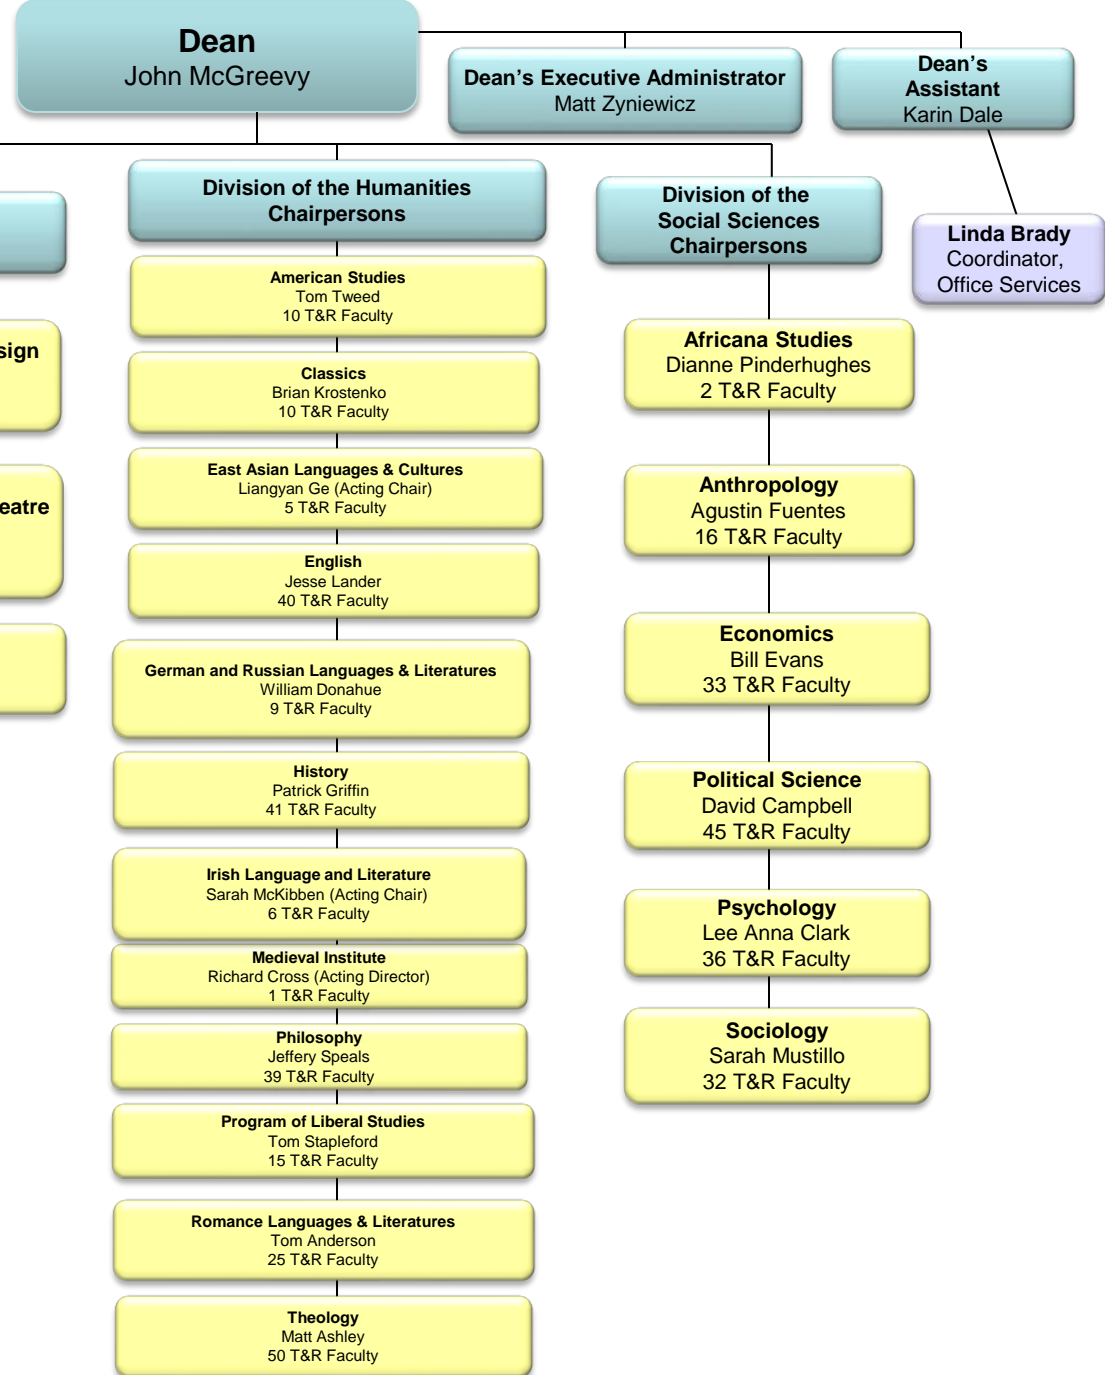 Dean
John McGreevy
Dean's Executive Administrator
Matt Zyniewicz
Dean's
Assistant
Karin Dale
Linda Brady
Coordinator,
Office Services
sign
eatre
Division of the Humanities
Chairpersons
American Studies
Tom Tweed
10 T&R Faculty
Classics
Brian Krostenko
10 T&R Faculty
East Asian Languages & Cultures
Liangyan Ge (Acting Chair)
5 T&R Faculty
English
Jesse Lander
40 T&R Faculty
German and Russian Languages & Literatures
William Donahue
9 T&R Faculty
History
Patrick Griffin
41 T&R Faculty
Irish Language and Literature
Sarah McKibben (Acting Chair)
6 T&R Faculty
Medieval Institute
Richard Cross (Acting Director)
1 T&R Faculty
Philosophy
Jeffery Speals
39 T&R Faculty
Program of Liberal Studies
Tom Stapleford
15 T&R Faculty
Romance Languages & Literatures
Tom Anderson
25 T&R Faculty
Theology
Matt Ashley
50 T&R Faculty
Division of the
Social Sciences
Chairpersons
Africana Studies
Dianne Pinderhughes
2 T&R Faculty
Anthropology
Agustin Fuentes
16 T&R Faculty
Economics
Bill Evans
33 T&R Faculty
Political Science
David Campbell
45 T&R Faculty
Psychology
Lee Anna Clark
36 T&R Faculty
Sociology
Sarah Mustillo
32 T&R Faculty